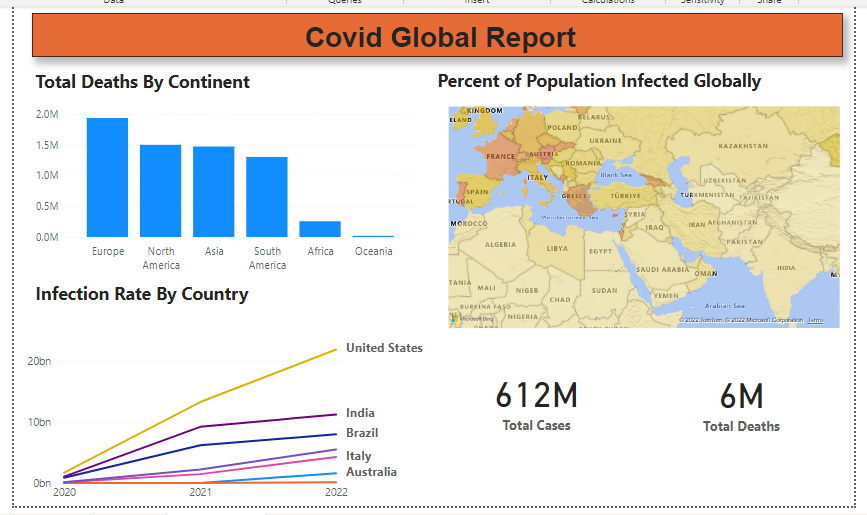 Data Queries Insert Calculations Sensitivity Share
Covid Global Report
Total Deaths By Continent
2.0M
1.5M
1.0M
0.5M
0.0M
Europe
North
America
Asia
South
America
Africa
Oceania
Percent of Population Infected Globally
KINGDOM
ELAND
BELARUS
POLAND
UKRAINE
KAZAKHSTAN
FRANCE
AUSTRIA
ROMANIA
ITALY
Black Sea
UZBEKISTAN
SPAIN
RTUGAL
GREECE
TÜRKIYE
TURKMENISTAN
TAJIKISTAN
Mediterranean Sea
SYRIA
MOROCCO
IRAQ
IRAN
AFGHANISTAN
ALGERIA
LIBYA
EGYPT
PAKISTAN
SAUDI ARABIA
OMAN
INDIA
TANIA
MALI
NIGER
CHAD
SUDAN
YEMEN
BURKINA FASO
NIGERIA
Arabian Sea
Microsoft Bing
© 2022 TomTom, © 2022 Microsoft Corporation Terms
Infection Rate By Country
20bn
10bn
0bn
2020
2021
2022
United States
India
Brazil
Italy
Australia
612M
Total Cases
6M
Total Deaths